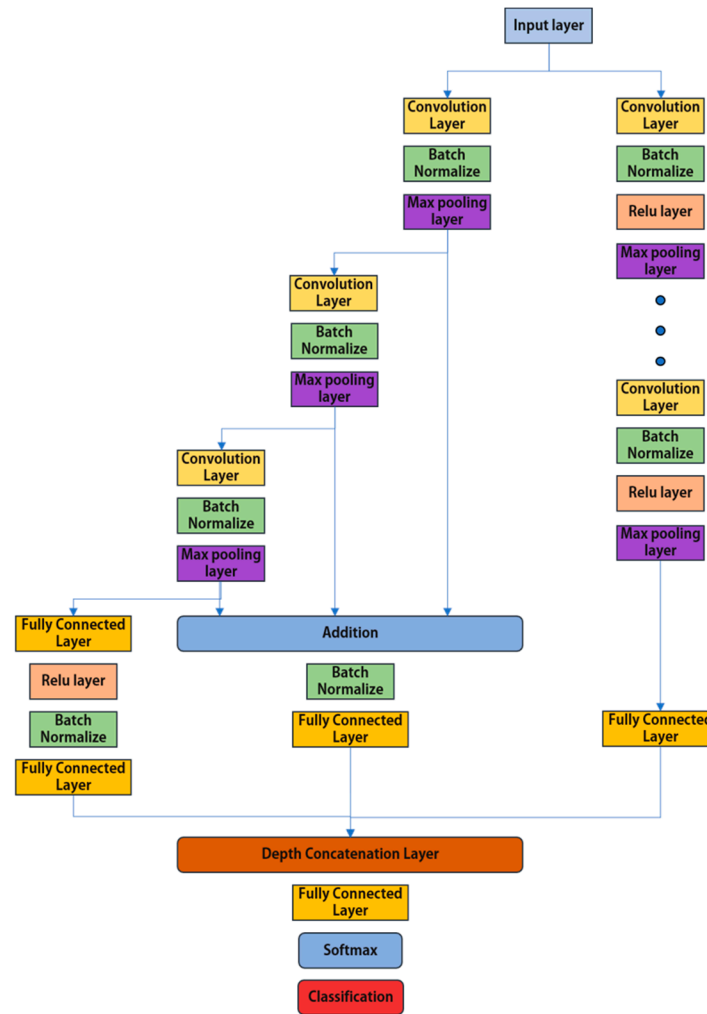 Input layer
Convolution
Layer
Batch
Normalize
Max pooling
layer
Convolution
Layer
Batch
Normalize
Relu layer
Max pooling
layer
Convolution
Layer
Batch
Normalize
Max pooling
layer
Convolution
Layer
Batch
Normalize
Relu layer
Max pooling
layer
Convolution
Layer
Batch
Normalize
Max pooling
layer
Fully Connected
Layer
Relu layer
Batch
Normalize
Fully Connected
Layer
Addition
Batch
Normalize
Fully Connected
Layer
Fully Connected
Layer
Depth Concatenation Layer
Fully Connected
Layer
Softmax
Classification